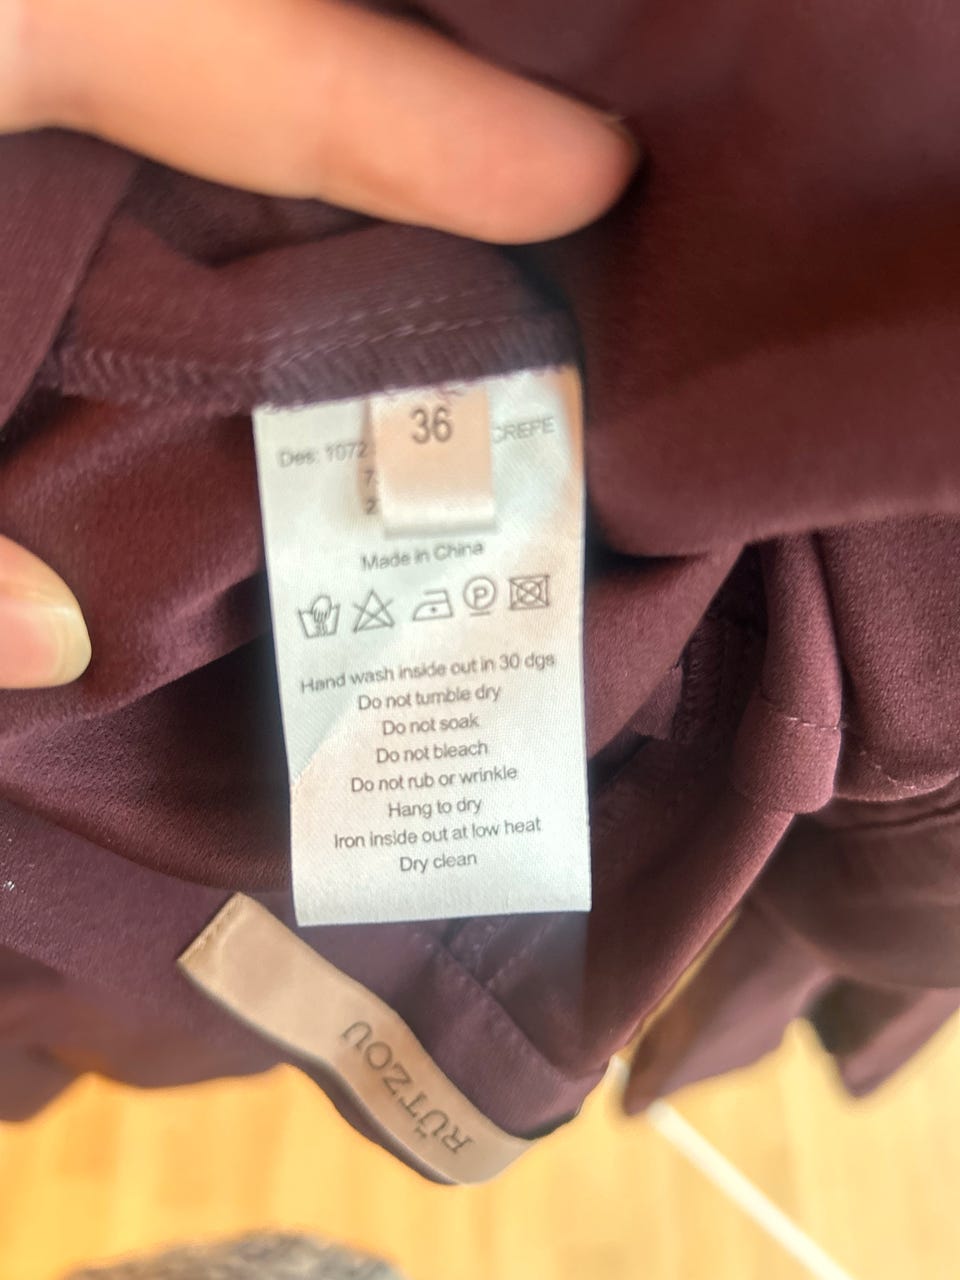 36
Des: 1072 CREPE
7
2
Made in China
P
Hand wash inside out in 30 dgs
Do not tumble dry
Do not soak
Do not bleach
Do not rub or wrinkle
Hang to dry
Iron inside out at low heat
Dry clean
RÜTZOU